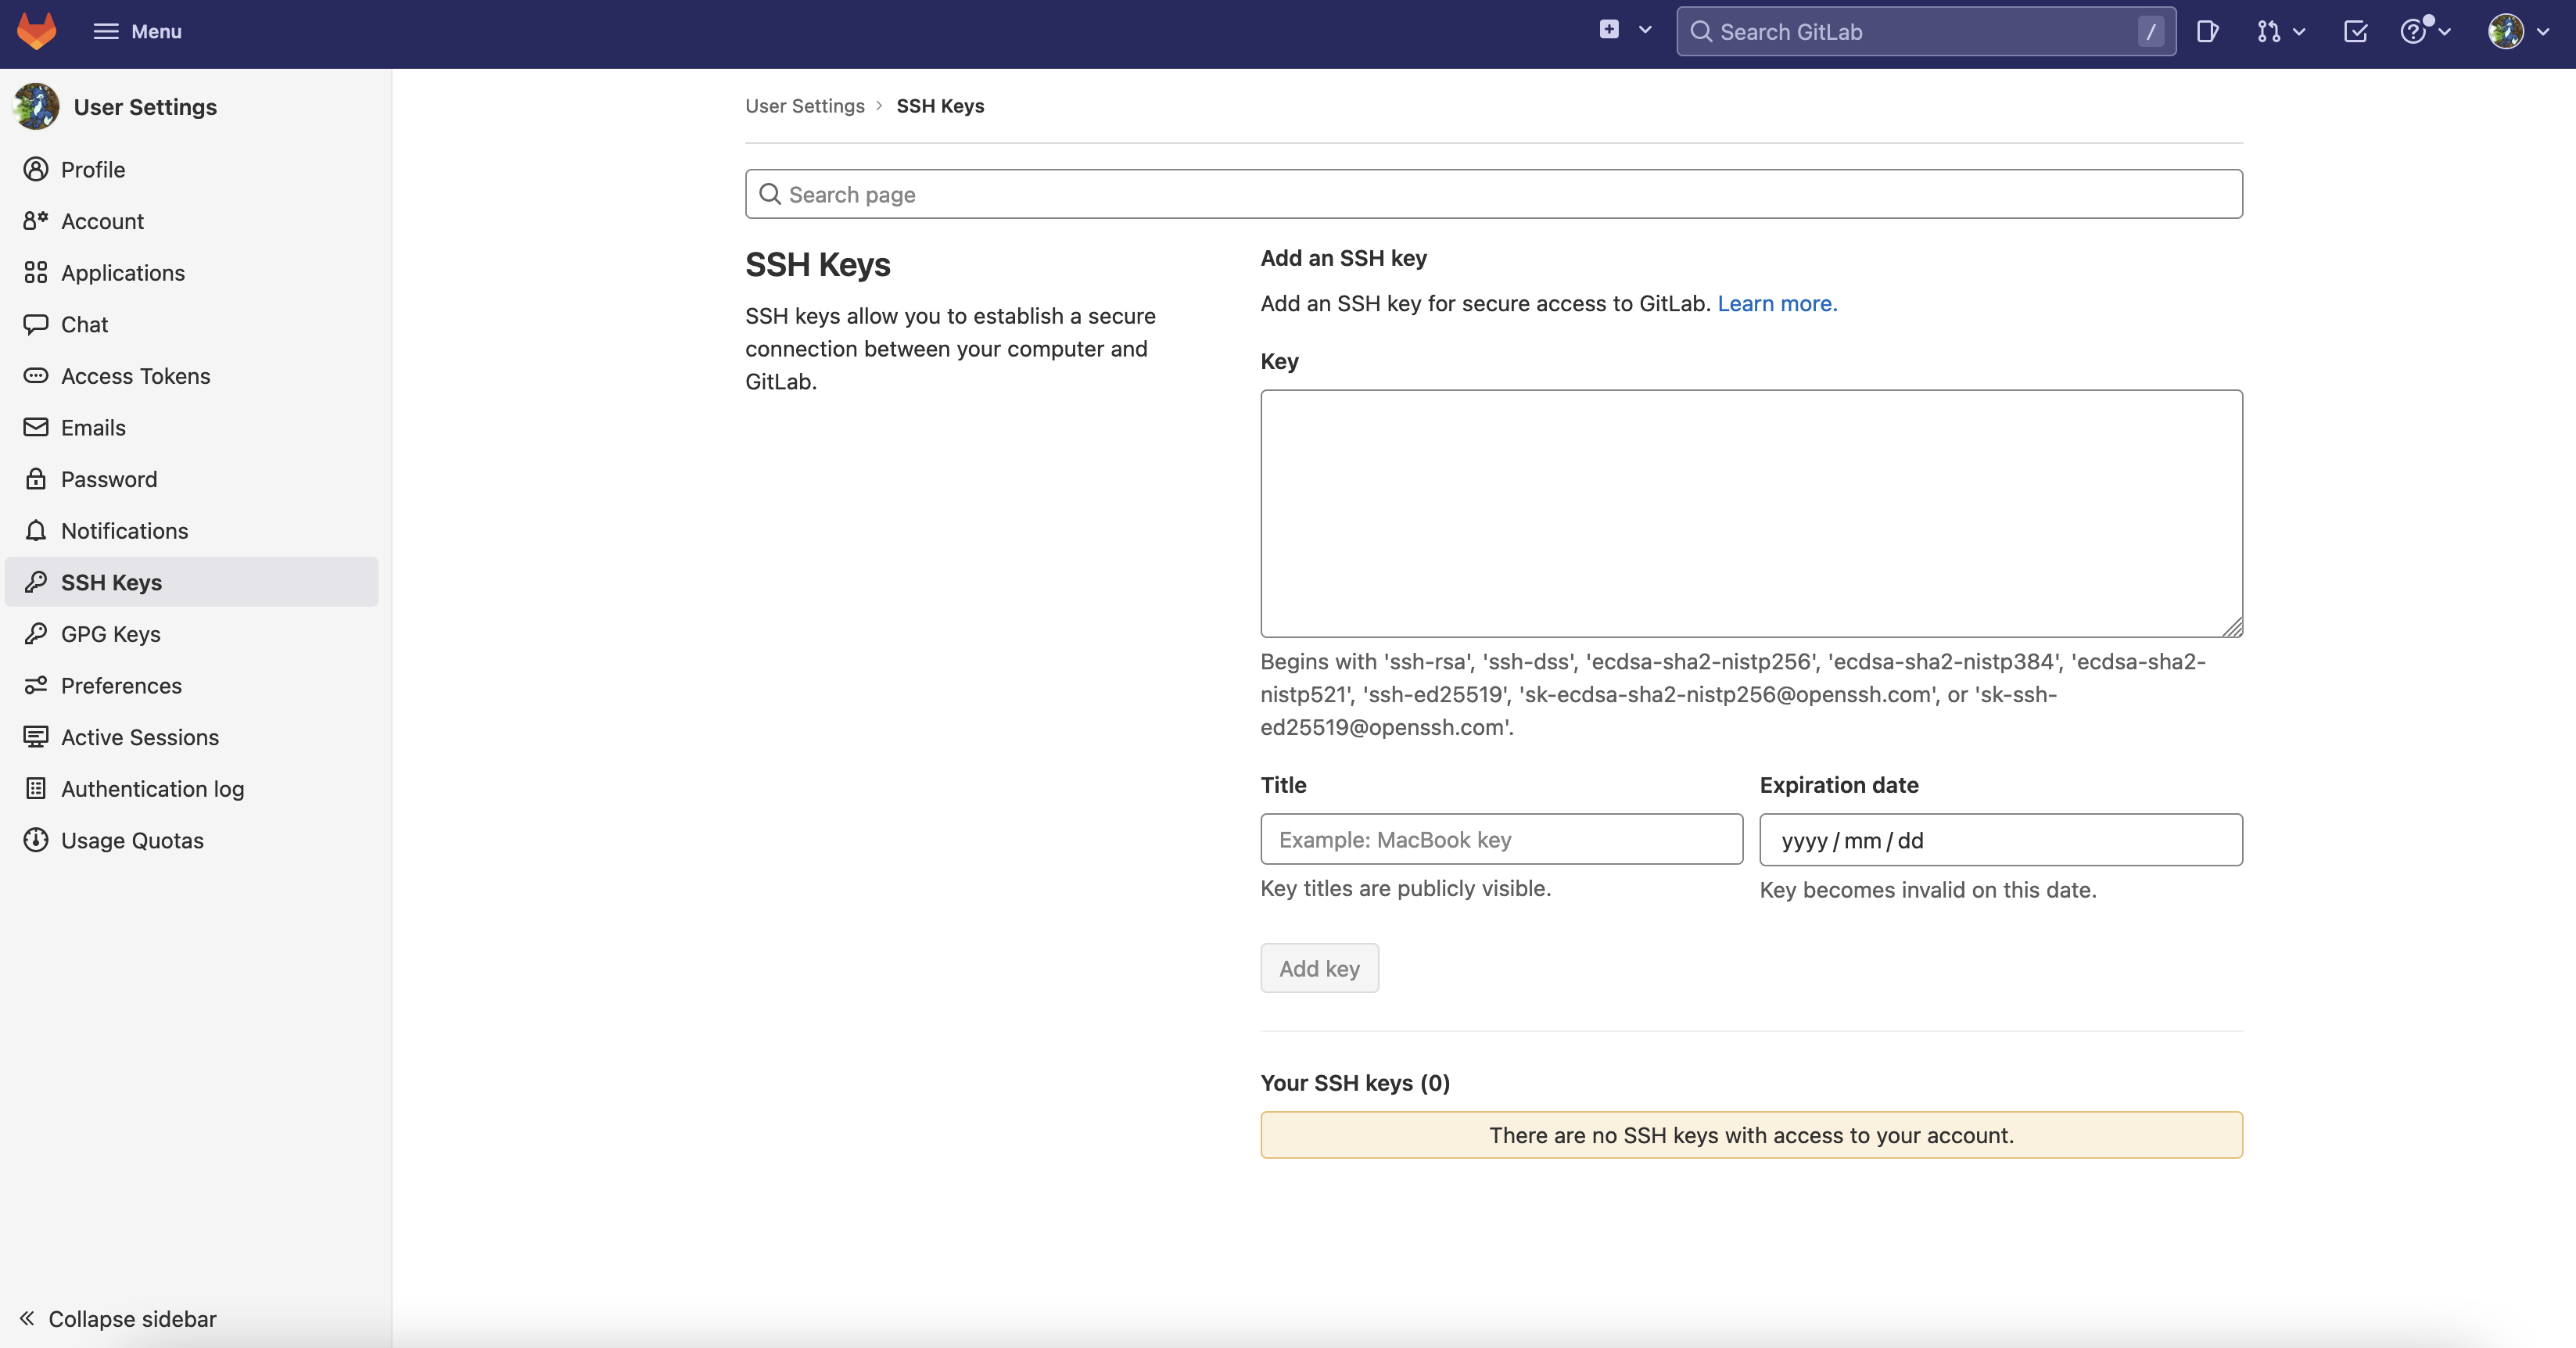 Menu
Search GitLab
/
User Settings
Profile
Account
Applications
Chat
Access Tokens
Emails
Password
Notifications
SSH Keys
GPG Keys
Preferences
Active Sessions
Authentication log
Usage Quotas
Collapse sidebar
User Settings › SSH Keys
Search page
SSH Keys
SSH keys allow you to establish a secure
connection between your computer and
GitLab.
Add an SSH key
Add an SSH key for secure access to GitLab. Learn more.
Key
Begins with 'ssh-rsa', 'ssh-dss', 'ecdsa-sha2-nistp256', 'ecdsa-sha2-nistp384', 'ecdsa-sha2-
nistp521', 'ssh-ed25519', 'sk-ecdsa-sha2-nistp256@openssh.com', or 'sk-ssh-
ed25519@openssh.com'.
Title
Example: MacBook key
Key titles are publicly visible.
Expiration date
yyyy/mm/dd
Key becomes invalid on this date.
Add key
Your SSH keys (0)
There are no SSH keys with access to your account.